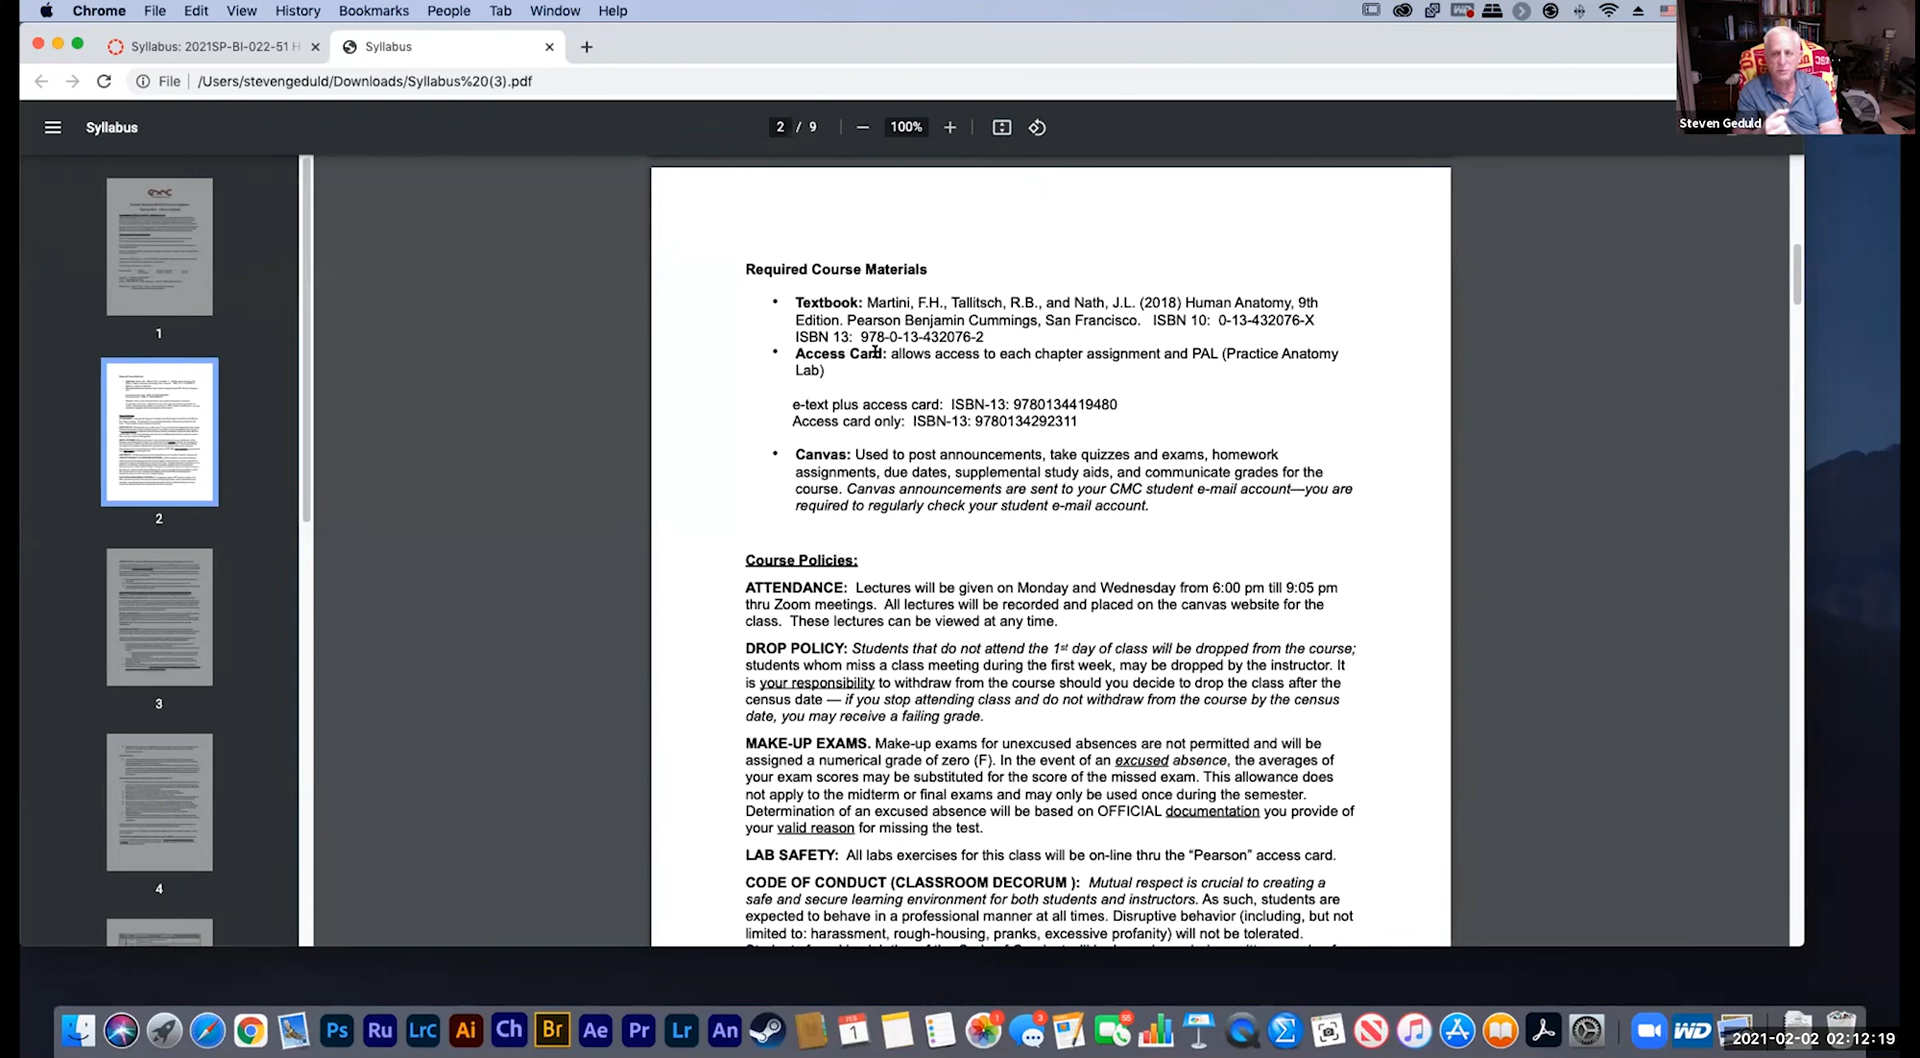 Chrome File Edit View History Bookmarks People Tab Window Help
Syllabus: 2021SP-BI-022-51 H
Syllabus
File /Users/stevengeduld/Downloads/Syllabus%20(3).pdf
Syllabus
2 / 9
100%
Steven Geduld
1
2
3
4
Required Course Materials
• Textbook: Martini, F.H., Tallitsch, R.B., and Nath, J.L. (2018) Human Anatomy, 9th
Edition. Pearson Benjamin Cummings, San Francisco. ISBN 10: 0-13-432076-X
ISBN 13: 978-0-13-432076-2
• Access Card: allows access to each chapter assignment and PAL (Practice Anatomy
Lab)
e-text plus access card: ISBN-13: 9780134419480
Access card only: ISBN-13: 9780134292311
• Canvas: Used to post announcements, take quizzes and exams, homework
assignments, due dates, supplemental study aids, and communicate grades for the
course. Canvas announcements are sent to your CMC student e-mail account—you are
required to regularly check your student e-mail account.
Course Policies:
ATTENDANCE: Lectures will be given on Monday and Wednesday from 6:00 pm till 9:05 pm
thru Zoom meetings. All lectures will be recorded and placed on the canvas website for the
class. These lectures can be viewed at any time.
DROP POLICY: Students that do not attend the 1st day of class will be dropped from the course;
students whom miss a class meeting during the first week, may be dropped by the instructor. It
is your responsibility to withdraw from the course should you decide to drop the class after the
census date — if you stop attending class and do not withdraw from the course by the census
date, you may receive a failing grade.
MAKE-UP EXAMS. Make-up exams for unexcused absences are not permitted and will be
assigned a numerical grade of zero (F). In the event of an excused absence, the averages of
your exam scores may be substituted for the score of the missed exam. This allowance does
not apply to the midterm or final exams and may only be used once during the semester.
Determination of an excused absence will be based on OFFICIAL documentation you provide of
your valid reason for missing the test.
LAB SAFETY: All labs exercises for this class will be on-line thru the “Pearson” access card.
CODE OF CONDUCT (CLASSROOM DECORUM ): Mutual respect is crucial to creating a
safe and secure learning environment for both students and instructors. As such, students are
expected to behave in a professional manner at all times. Disruptive behavior (including, but not
limited to: harassment, rough-housing, pranks, excessive profanity) will not be tolerated.
Ps Ru LrC Ai Ch Br Ae Pr Lr An FEB 1 1 3 55 WD
2021-02-02 02:12:19